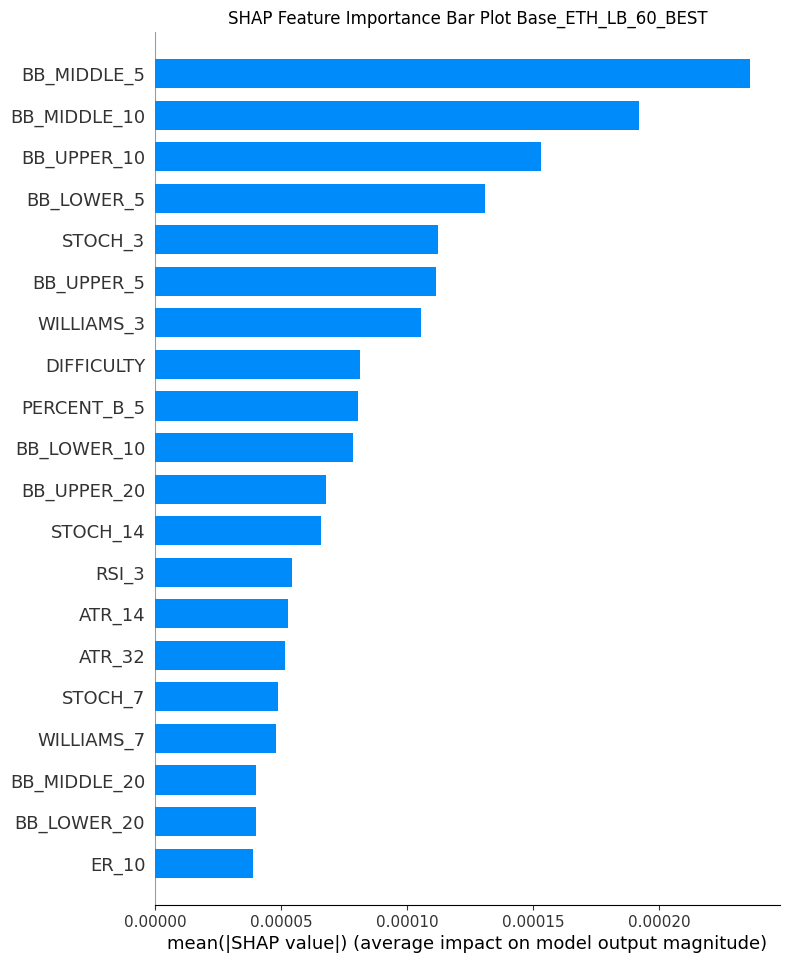 SHAP Feature Importance Bar Plot Base_ETH_LB_60_BEST
BB_MIDDLE_5
BB_MIDDLE_10
BB_UPPER_10
BB_LOWER_5
STOCH_3
BB_UPPER_5
WILLIAMS_3
DIFFICULTY
PERCENT_B_5
BB_LOWER_10
BB_UPPER_20
STOCH_14
RSI_3
ATR_14
ATR_32
STOCH_7
WILLIAMS_7
BB_MIDDLE_20
BB_LOWER_20
ER_10
0.00000 0.00005 0.00010 0.00015 0.00020
mean(|SHAP value|) (average impact on model output magnitude)